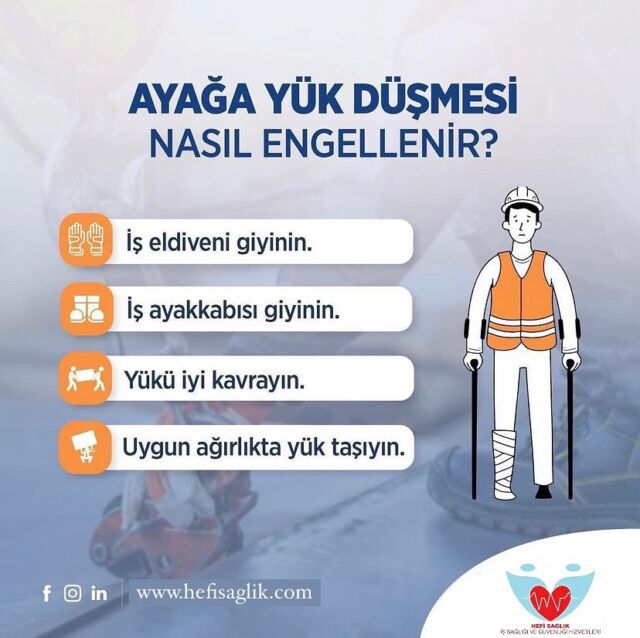 AYAĞA YÜK DÜŞMESİ
NASIL ENGELLENİR?
İş eldiveni giyinin.
İş ayakkabısı giyinin.
Yükü iyi kavrayın.
Uygun ağırlıkta yük taşıyın.
www.hefisaglik.com
HEFİ SAĞLIK
İŞ SAĞLIĞI VE GÜVENLİĞİ HİZMETLERİ